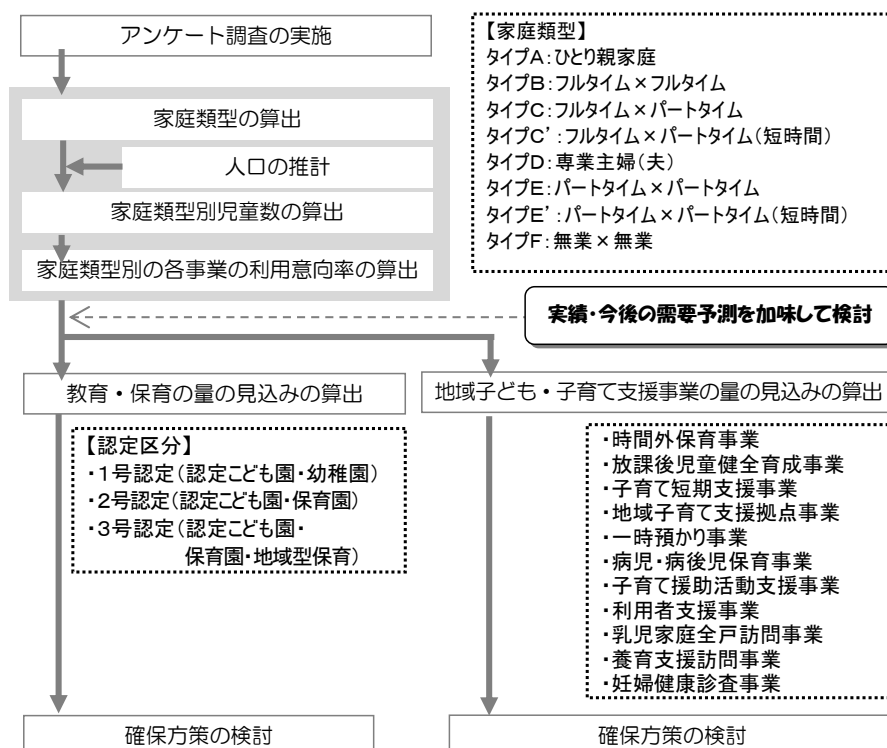 アンケート調査の実施
家庭類型の算出
人口の推計
家庭類型別児童数の算出
家庭類型別の各事業の利用意向率の算出
【家庭類型】
タイプA：ひとり親家庭
タイプB：フルタイム×フルタイム
タイプC：フルタイム×パートタイム
タイプC’：フルタイム×パートタイム（短時間）
タイプD：専業主婦（夫）
タイプE：パートタイム×パートタイム
タイプE’：パートタイム×パートタイム（短時間）
タイプF：無業×無業
実績・今後の需要予測を加味して検討
教育・保育の量の見込みの算出
【認定区分】
・１号認定（認定こども園・幼稚園）
・２号認定（認定こども園・保育園）
・３号認定（認定こども園・
保育園・地域型保育）
確保方策の検討
地域子ども・子育て支援事業の量の見込みの算出
・時間外保育事業
・放課後児童健全育成事業
・子育て短期支援事業
・地域子育て支援拠点事業
・一時預かり事業
・病児・病後児保育事業
・子育て援助活動支援事業
・利用者支援事業
・乳児家庭全戸訪問事業
・養育支援訪問事業
・妊婦健康診査事業
確保方策の検討